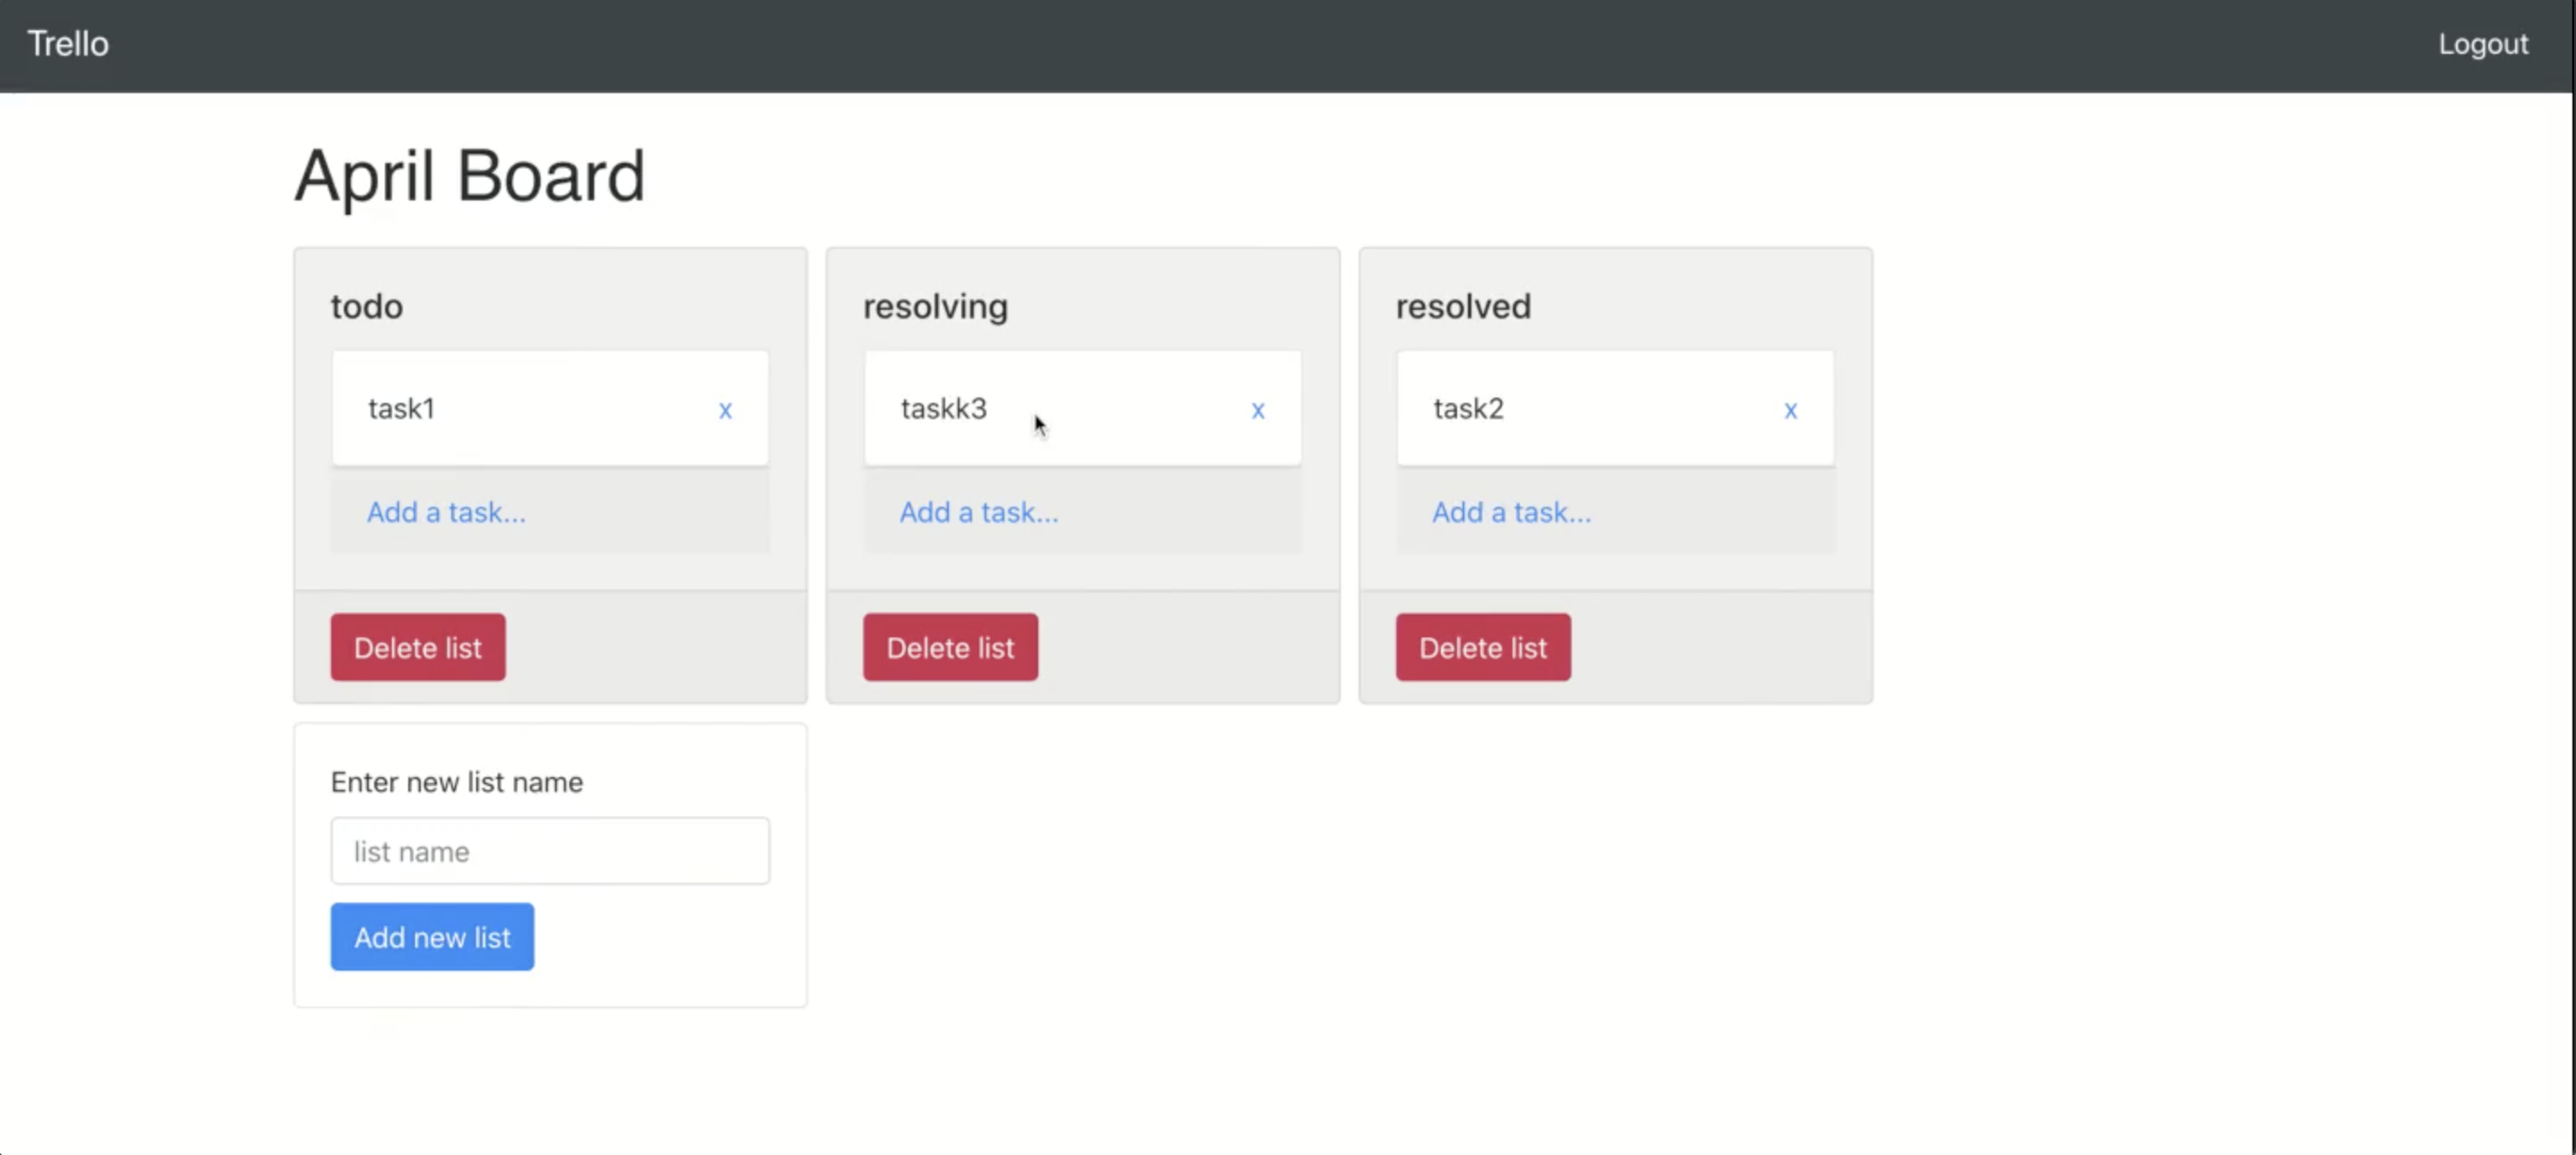 Trello
Logout
April Board
todo
task1 x
Add a task...
Delete list
resolving
taskk3 x
Add a task...
Delete list
resolved
task2 x
Add a task...
Delete list
Enter new list name
list name
Add new list